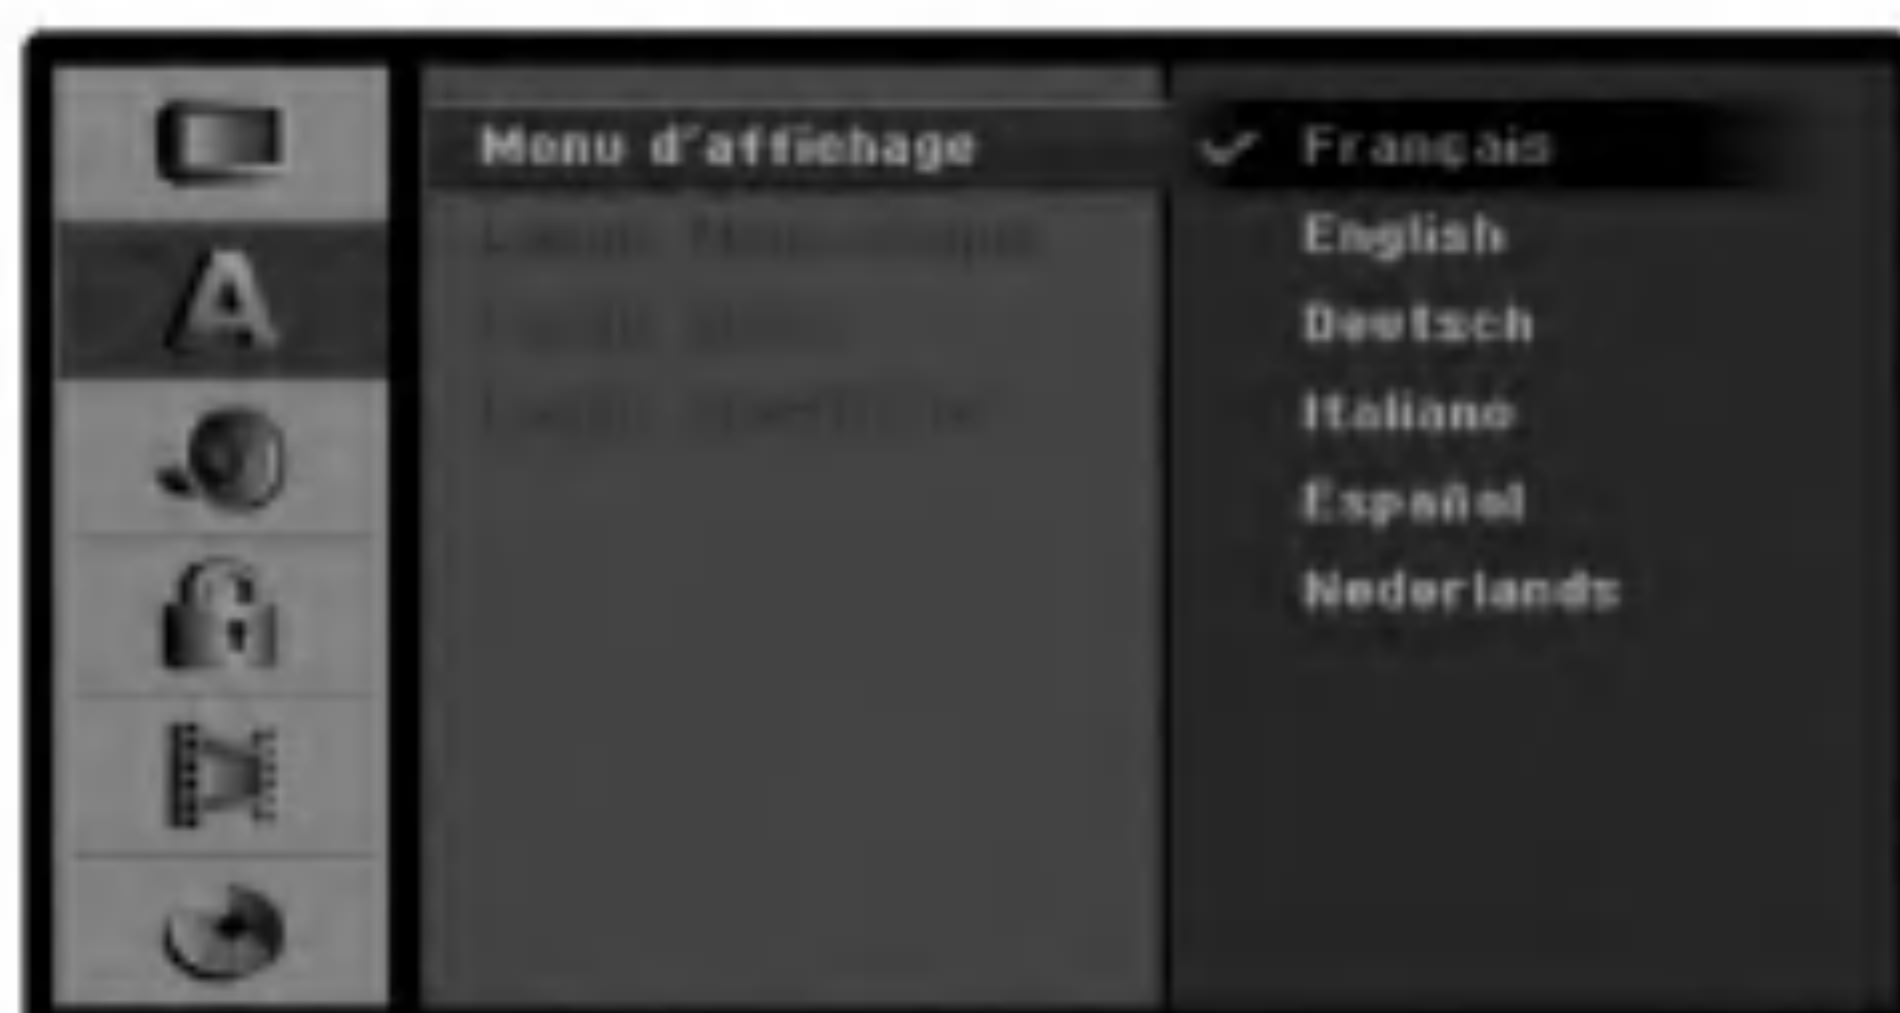 A
Menu d'affichage
Français
English
Deutsch
Italiano
Español
Nederlands